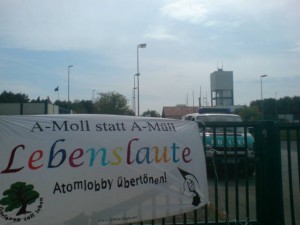 A-Moll statt A-Müll
Lebenslaute
Atomlobby übertönen!